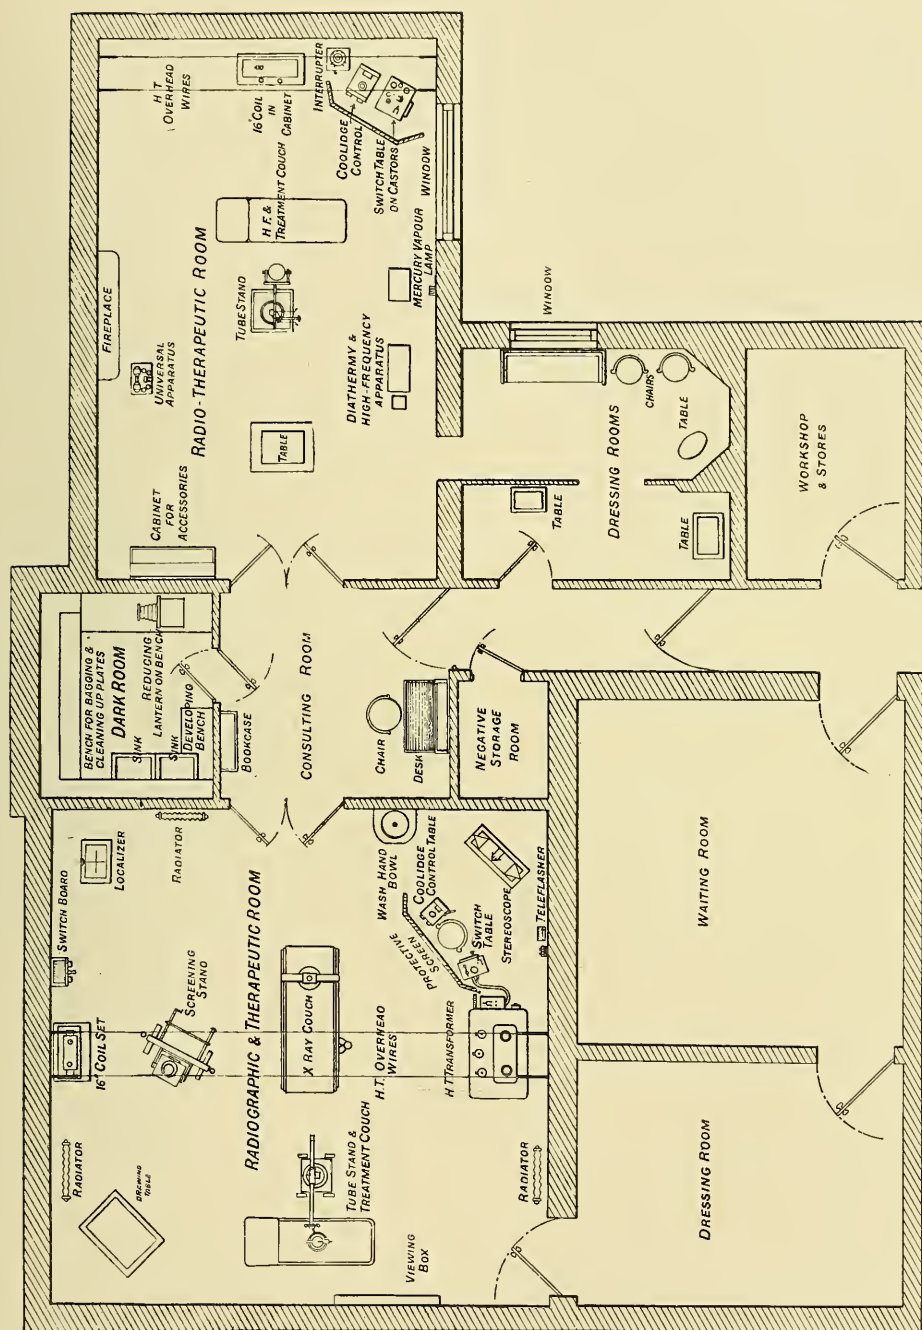 RADIOGRAPHIC & THERAPEUTIC ROOM
DRAWING
TABLE
RADIATOR
16" COIL SET
SWITCH BOARD
SCREENING
STAND
LOCALIZER
RADIATOR
X RAY COUCH
H.T. OVERHEAD
WIRES
TUBE STAND &
TREATMENT COUCH
VIEWING
BOX
RADIATOR
H T TRANSFORMER
PROTECTIVE
SCREEN
SWITCH
TABLE
COOLIDGE
CONTROL TABLE
WASH HAND
BOWL
STEREOSCOPE
TELEFLASHER
BENCH FOR BAGGING &
CLEANING UP PLATES
DARK ROOM
SINK
SINK
REDUCING
LANTERN ON BENCH
DEVELOPING
BENCH
BOOKCASE
CONSULTING ROOM
CHAIR
DESK
NEGATIVE
STORAGE
ROOM
CABINET
FOR
ACCESSORIES
FIREPLACE
UNIVERSAL
APPARATUS
RADIO-THERAPEUTIC ROOM
TABLE
TUBE STAND
H F. &
TREATMENT COUCH
H T
OVERHEAD
WIRES
16" COIL
IN
CABINET
INTERRUPTER
COOLIDGE
CONTROL
SWITCH TABLE
ON CASTORS
WINDOW
DIATHERMY &
HIGH-FREQUENCY
APPARATUS
MERCURY VAPOUR
LAMP
WINDOW
DRESSING ROOMS
TABLE
TABLE
CHAIRS
TABLE
DRESSING ROOM
WAITING ROOM
WORKSHOP
& STORES